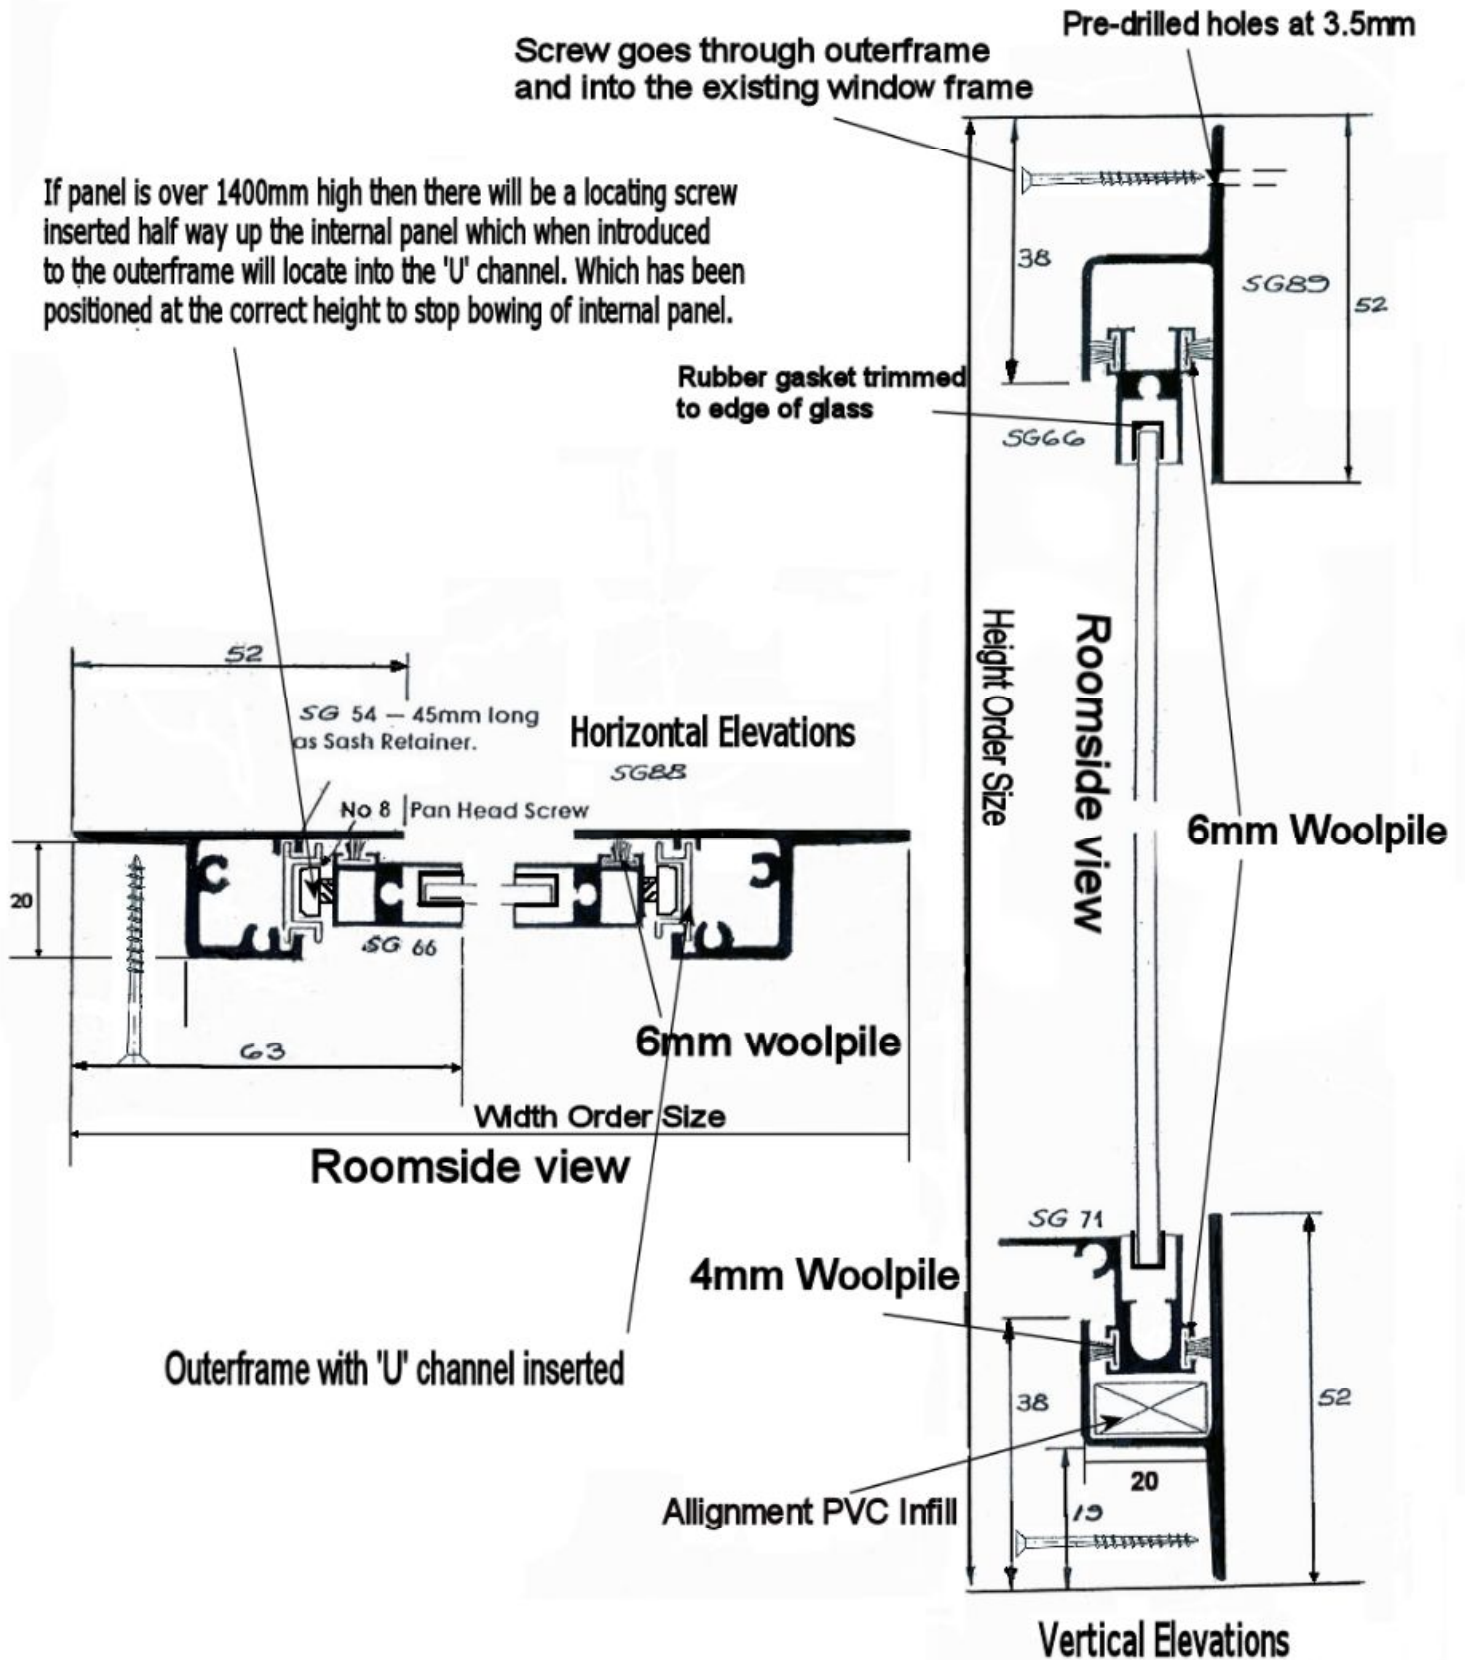 Pre-drilled holes at 3.5mm
Screw goes through outerframe
and into the existing window frame
If panel is over 1400mm high then there will be a locating screw
inserted half way up the internal panel which when introduced
to the outerframe will locate into the 'U' channel. Which has been
positioned at the correct height to stop bowing of internal panel.
38
SG89
52
Rubber gasket trimmed
to edge of glass
SG66
Height Order Size
Roomside view
52
SG 54 – 45mm long
as Sash Retainer.
Horizontal Elevations
SG88
No 8 Pan Head Screw
6mm Woolpile
20
SG 66
63
6mm woolpile
Width Order Size
Roomside view
SG 71
4mm Woolpile
Outerframe with 'U' channel inserted
38
52
20
Allignment PVC Infill
19
Vertical Elevations